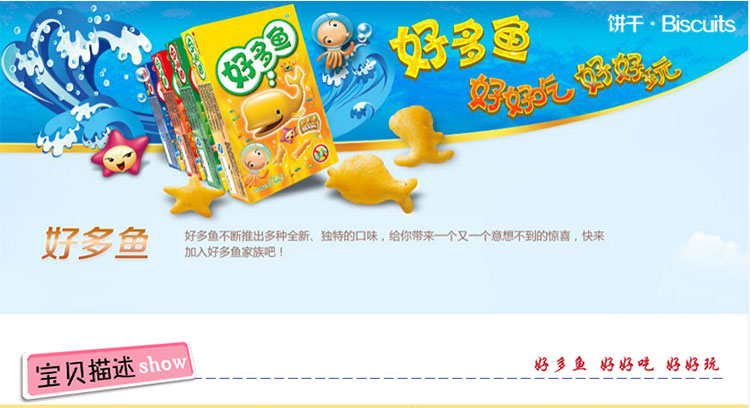 饼干·Biscuits
好多鱼
好好吃 好好玩
好多鱼
好多鱼
好多鱼不断推出多种全新、独特的口味，给你带来一个又一个意想不到的惊喜，快来
加入好多鱼家族吧！
宝贝描述show
好多鱼 好好吃 好好玩